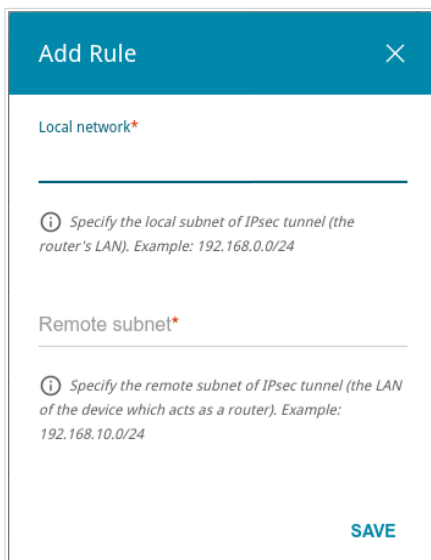 Add Rule
Local network*
Specify the local subnet of IPsec tunnel (the
router's LAN). Example: 192.168.0.0/24
Remote subnet*
Specify the remote subnet of IPsec tunnel (the LAN
of the device which acts as a router). Example:
192.168.10.0/24
SAVE